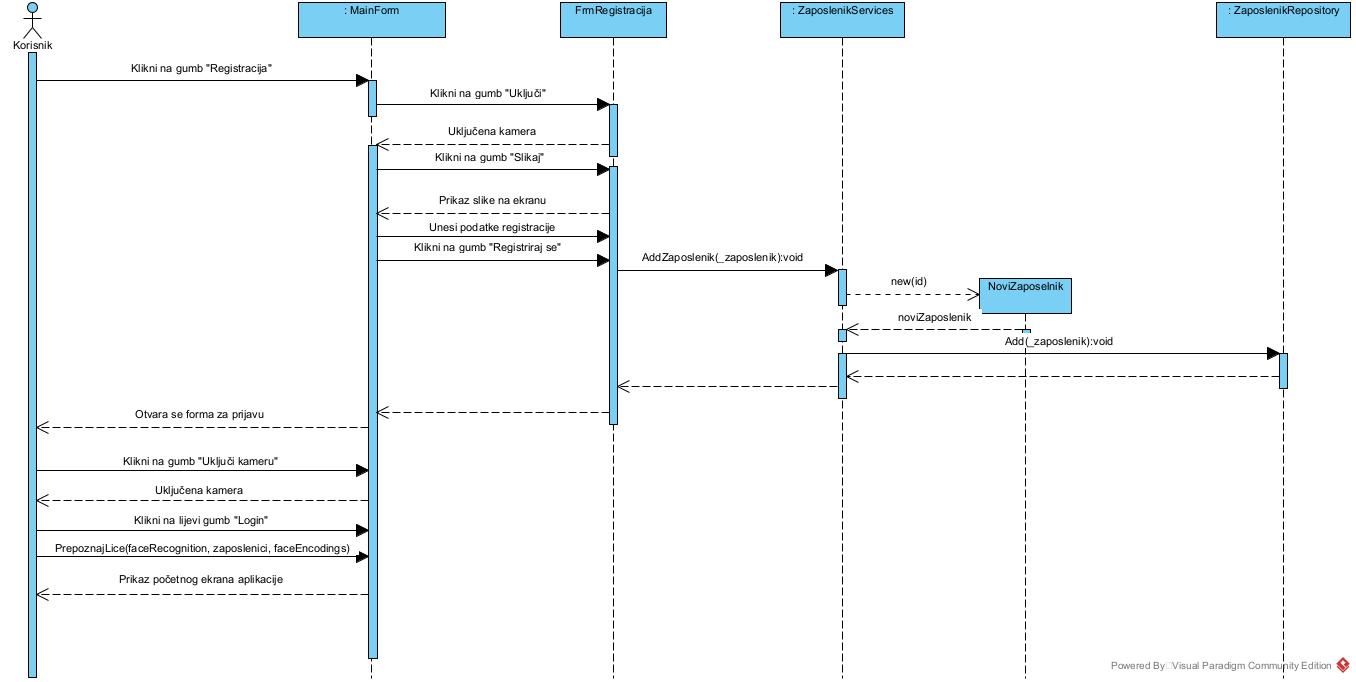 : MainForm
FrmRegistracija
: ZaposlenikServices
: ZaposlenikRepository
Korisnik
Klikni na gumb "Registracija"
Klikni na gumb "Uključi"
Uključena kamera
Klikni na gumb "Slikaj"
Prikaz slike na ekranu
Unesi podatke registracije
Klikni na gumb "Registriraj se"
AddZaposlenik(_zaposlenik):void
new(id)
NoviZaposelnik
noviZaposlenik
Add(_zaposlenik):void
Otvara se forma za prijavu
Klikni na gumb "Uključi kameru"
Uključena kamera
Klikni na lijevi gumb "Login"
PrepoznajLice(faceRecognition, zaposlenici, faceEncodings)
Prikaz početnog ekrana aplikacije
Powered By Visual Paradigm Community Edition